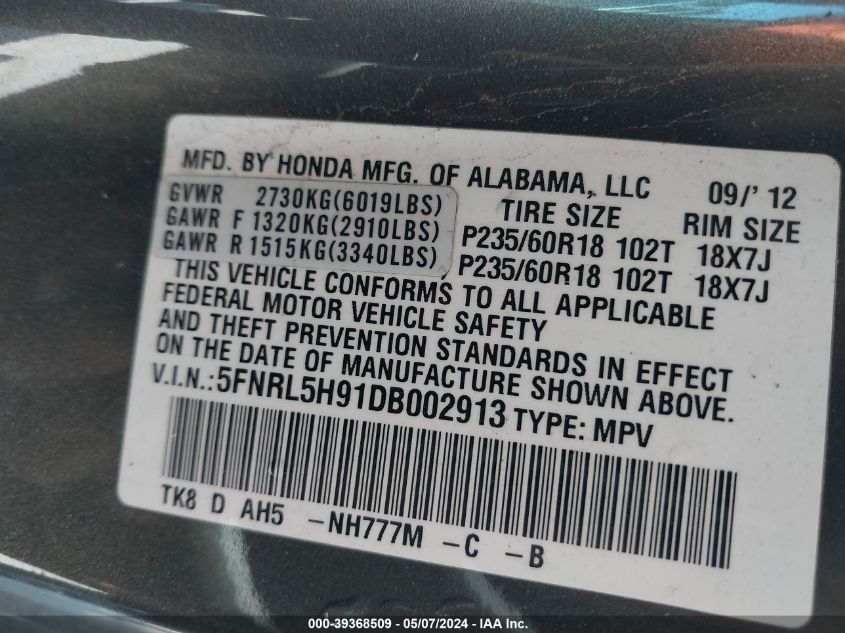 MFD. BY HONDA MFG. OF ALABAMA, LLC 09/' 12
GVWR 2730KG(6019LBS) TIRE SIZE RIM SIZE
GAWR F 1320KG(2910LBS) P235/60R18 102T 18X7J
GAWR R 1515KG(3340LBS) P235/60R18 102T 18X7J
THIS VEHICLE CONFORMS TO ALL APPLICABLE
FEDERAL MOTOR VEHICLE SAFETY
AND THEFT PREVENTION STANDARDS IN EFFECT
ON THE DATE OF MANUFACTURE SHOWN ABOVE.
V.I.N.:5FNRL5H91DB002913 TYPE: MPV
TK8 D AH5 -NH777M -C -B
000-39368509 - 05/07/2024 - IAA Inc.